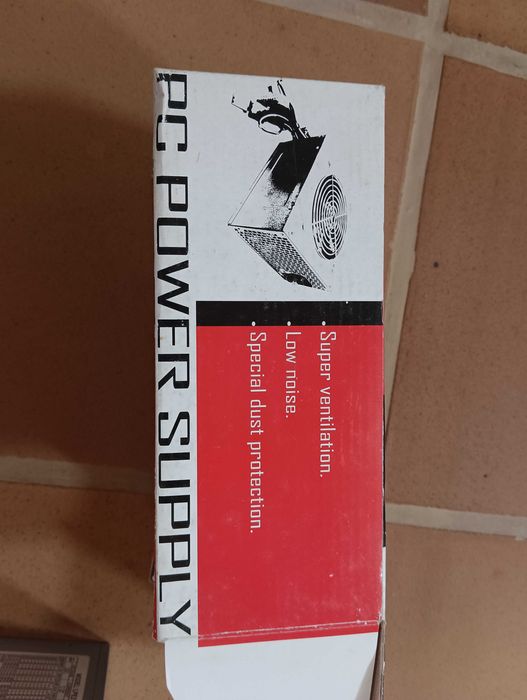 PC POWER SUPPLY
• Super ventilation.
• Low noise.
• Special dust protection.